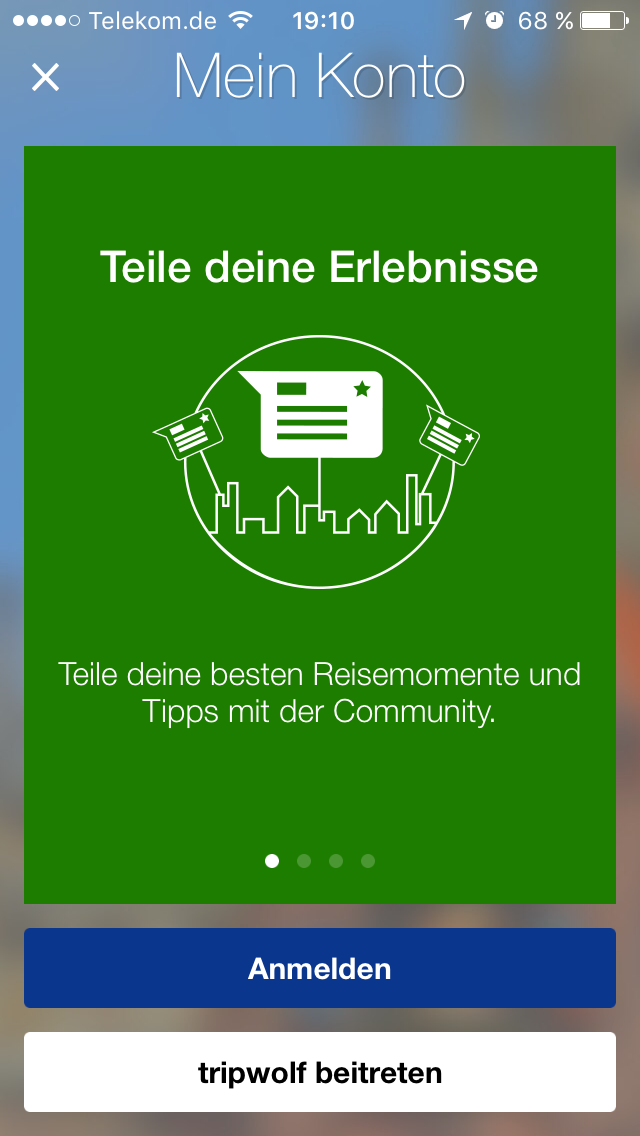 Telekom.de 19:10 68 %
Mein Konto
Teile deine Erlebnisse
Teile deine besten Reisemomente und
Tipps mit der Community.
Anmelden
tripwolf beitreten